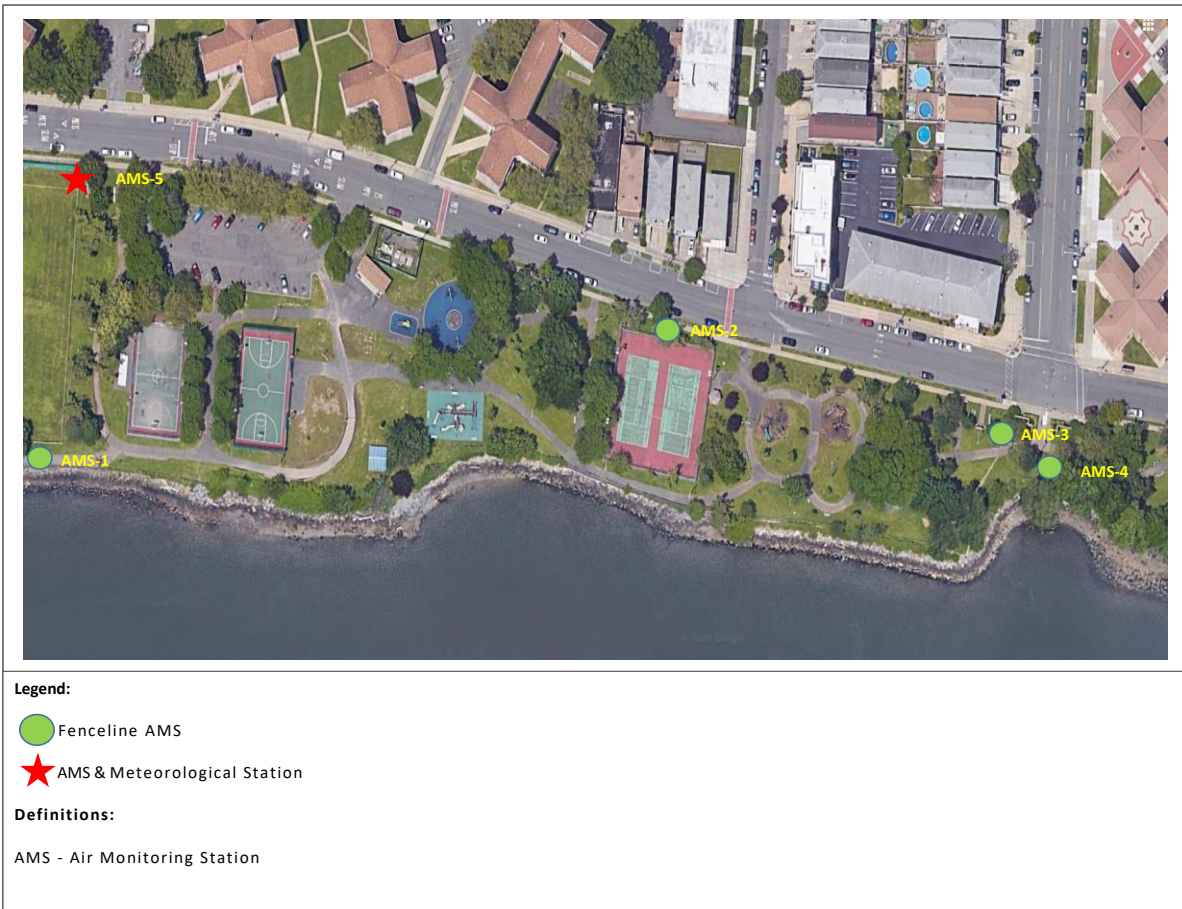 AMS-5
AMS-2
AMS-3
AMS-1
AMS-4
Legend:
Fenceline AMS
AMS & Meteorological Station
Definitions:
AMS - Air Monitoring Station